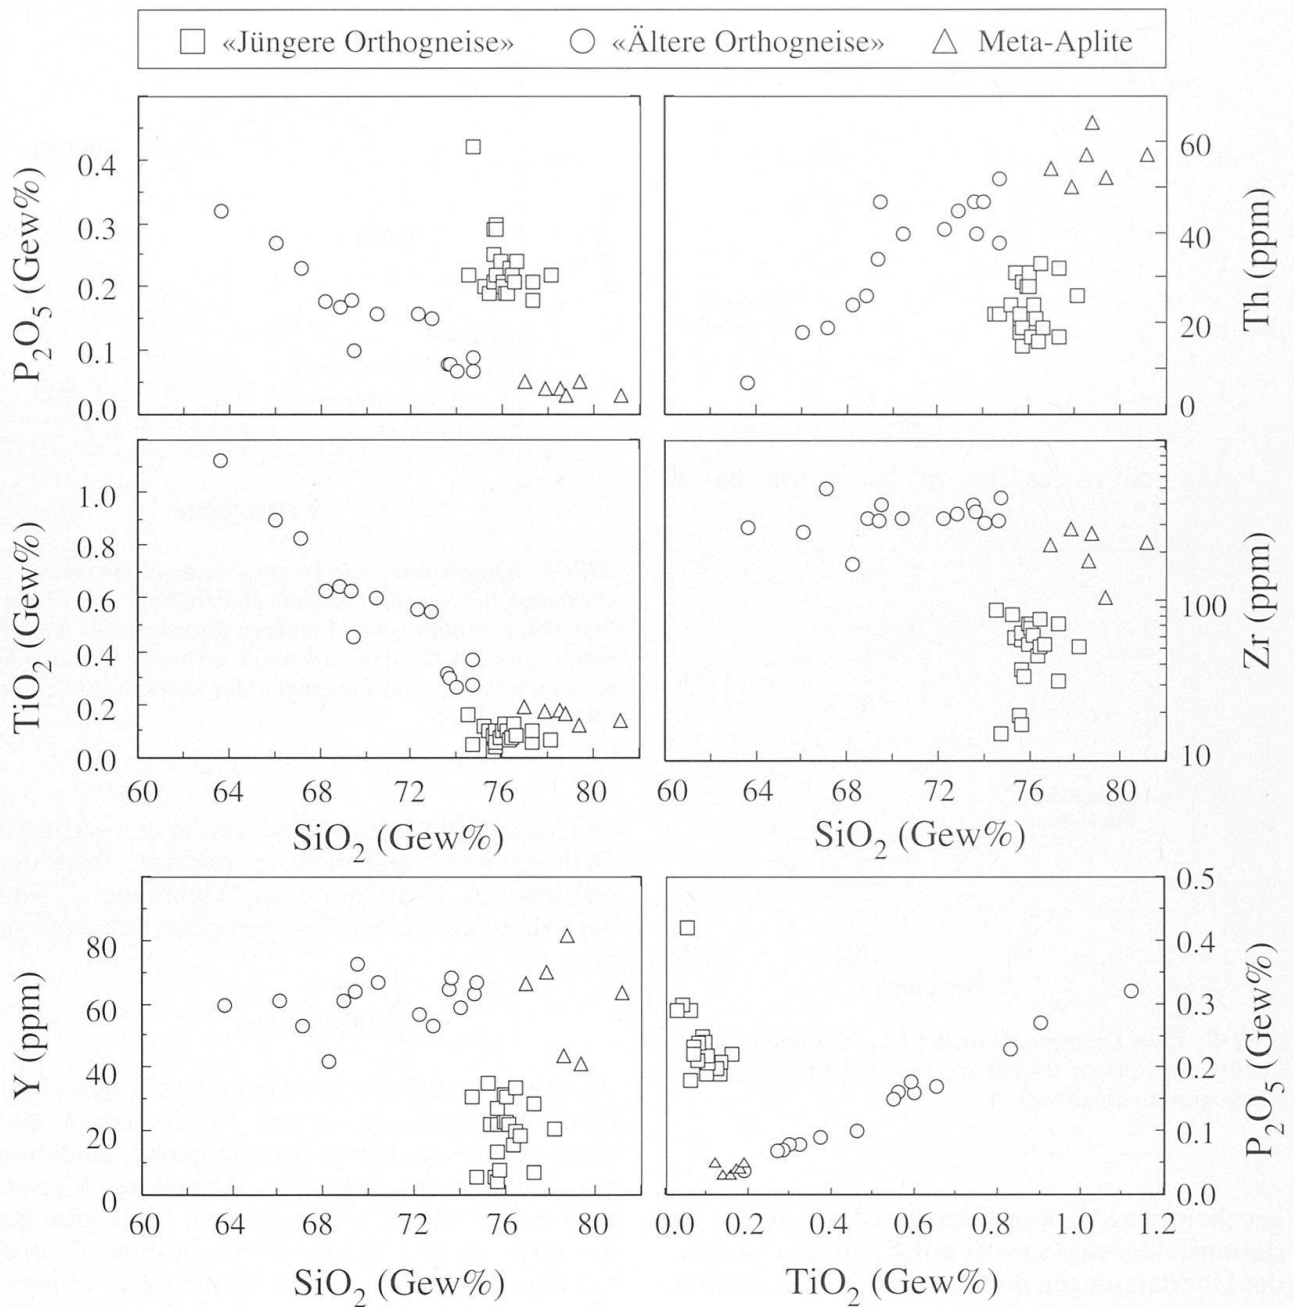 «Jüngere Orthogneise» «Ältere Orthogneise» Meta-Aplite
P2O5 (Gew%)
0.4
0.3
0.2
0.1
0.0
Th (ppm)
60
40
20
0
TiO2 (Gew%)
1.0
0.8
0.6
0.4
0.2
0.0
60 64 68 72 76 80
SiO2 (Gew%)
Zr (ppm)
100
10
60 64 68 72 76 80
SiO2 (Gew%)
Y (ppm)
80
60
40
20
0
60 64 68 72 76 80
SiO2 (Gew%)
P2O5 (Gew%)
0.5
0.4
0.3
0.2
0.1
0.0
0.0 0.2 0.4 0.6 0.8 1.0 1.2
TiO2 (Gew%)